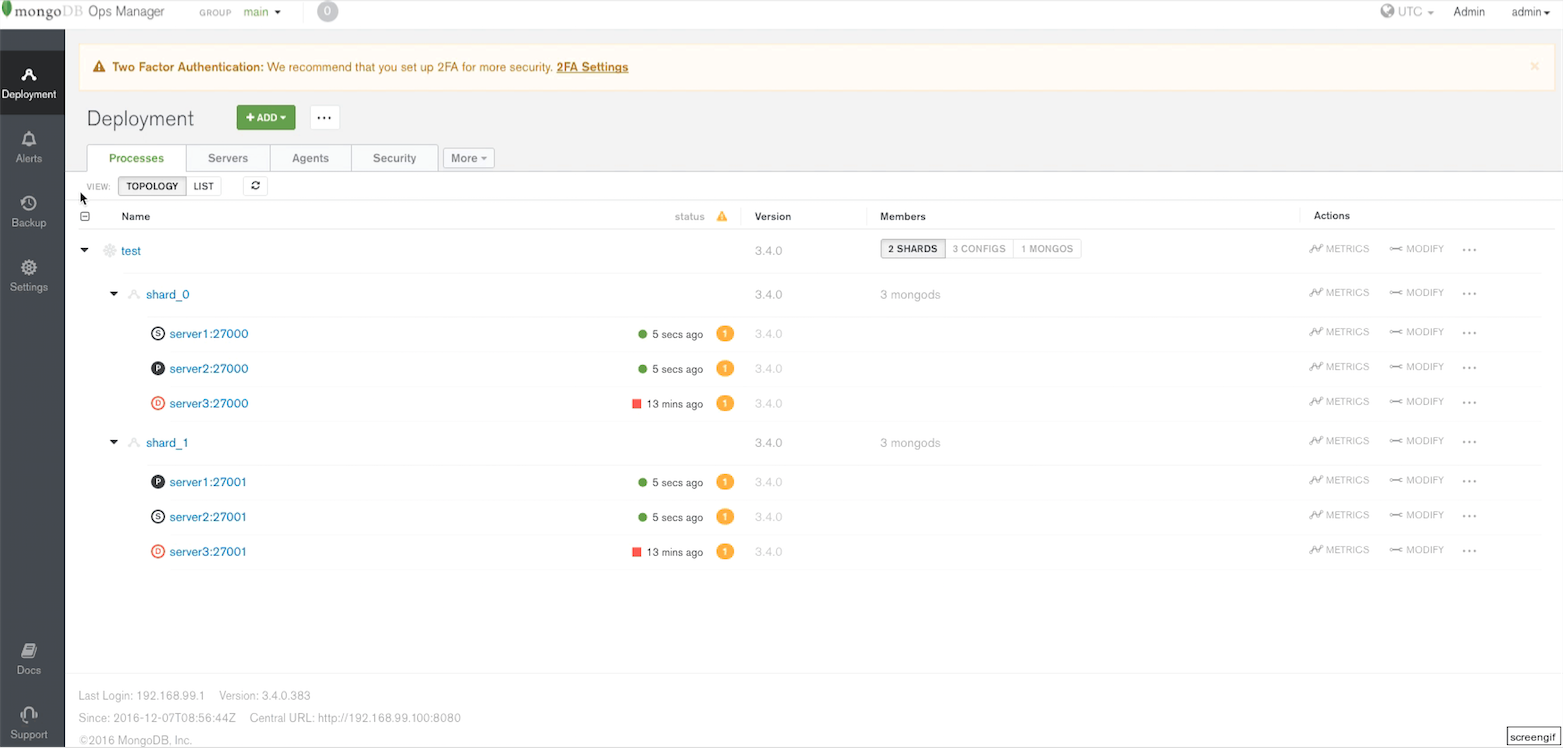 mongoDB Ops Manager GROUP main 0 UTC Admin admin
Deployment
Alerts
Backup
Settings
Docs
Support
Two Factor Authentication: We recommend that you set up 2FA for more security. 2FA Settings ×
Deployment + ADD ...
Processes Servers Agents Security More
VIEW: TOPOLOGY LIST
Name status Version Members Actions
test 3.4.0 2 SHARDS 3 CONFIGS 1 MONGOS METRICS MODIFY ...
shard_0 3.4.0 3 mongods METRICS MODIFY ...
S server1:27000 5 secs ago 1 3.4.0 METRICS MODIFY ...
P server2:27000 5 secs ago 1 3.4.0 METRICS MODIFY ...
D server3:27000 13 mins ago 1 3.4.0 METRICS MODIFY ...
shard_1 3.4.0 3 mongods METRICS MODIFY ...
P server1:27001 5 secs ago 1 3.4.0 METRICS MODIFY ...
S server2:27001 5 secs ago 1 3.4.0 METRICS MODIFY ...
D server3:27001 13 mins ago 1 3.4.0 METRICS MODIFY ...
Last Login: 192.168.99.1 Version: 3.4.0.383
Since: 2016-12-07T08:56:44Z Central URL: http://192.168.99.100:8080
©2016 MongoDB, Inc.
screengif